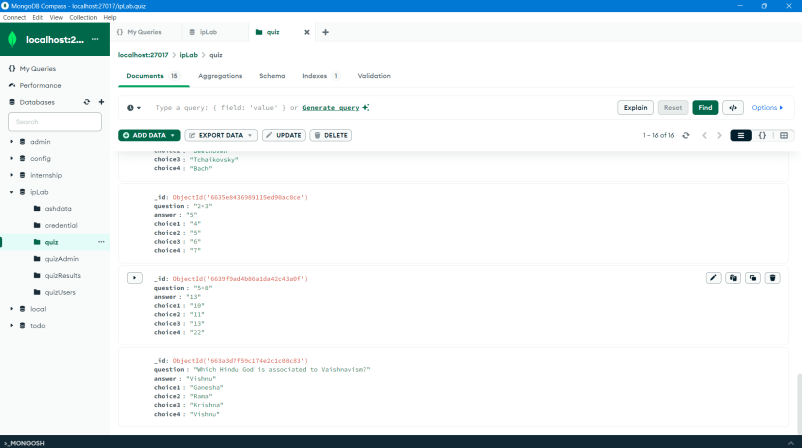 MongoDB Compass - localhost:27017/ipLab.quiz
Connect Edit View Collection Help
localhost:2... ...
My Queries
ipLab
quiz
localhost:27017 > ipLab > quiz
My Queries
Performance
Databases
Search
admin
config
internship
ipLab
ashdata
credential
quiz ...
quizAdmin
quizResults
quizUsers
local
todo
Documents 15 Aggregations Schema Indexes 1 Validation
Type a query: { field: 'value' } or Generate query
Explain Reset Find </> Options
ADD DATA EXPORT DATA UPDATE DELETE
1 – 16 of 16
choice3 : "Tchaikovsky"
choice4 : "Bach"
_id: ObjectId('6635e8436989115ed90ac0ce')
question : "2+3"
answer : "5"
choice1 : "4"
choice2 : "5"
choice3 : "6"
choice4 : "7"
_id: ObjectId('6639f9ad4b86a1da42c43a0f')
question : "5+8"
answer : "13"
choice1 : "10"
choice2 : "11"
choice3 : "13"
choice4 : "22"
_id: ObjectId('663a3d7f59c174e2c1c08c83')
question : "Which Hindu God is associated to Vaishnavism?"
answer : "Vishnu"
choice1 : "Ganesha"
choice2 : "Rama"
choice3 : "Krishna"
choice4 : "Vishnu"
>_MONGOSH